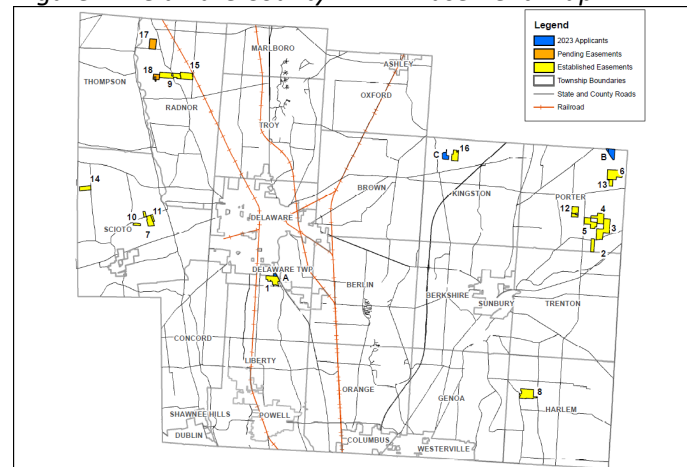 Legend
2023 Applicants
Pending Easements
Established Easements
Township Boundaries
State and County Roads
Railroad
17
MARLBORO
15
ASHLEY
18
THOMPSON
9
OXFORD
RADNOR
TROY
C
16
B
6
14
BROWN
KINGSTON
13
PORTER
12
4
11
10
DELAWARE
SCIOTO
7
5
3
2
DELAWARE TWP
A
1
BERLIN
BERKSHIRE
SUNBURY
TRENTON
CONCORD
LIBERTY
ORANGE
8
GENOA
HARLEM
SHAWNEE HILLS
POWELL
DUBLIN
COLUMBUS
WESTERVILLE